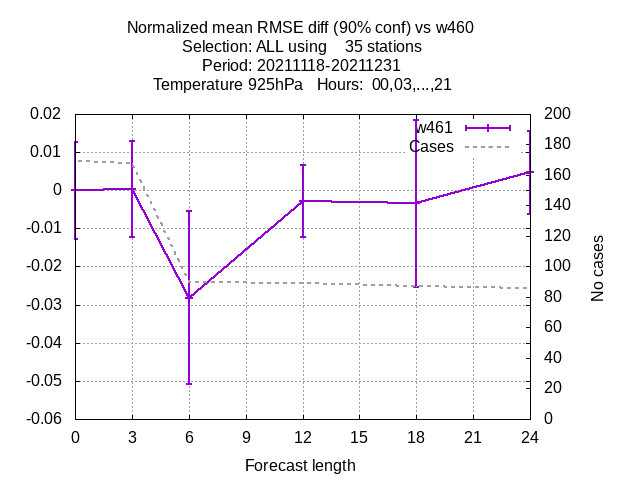 Normalized mean RMSE diff (90% conf) vs w460
Selection: ALL using    35 stations
Period: 20211118-20211231
Temperature 925hPa   Hours:  00,03,...,21
w461
Cases
0.02
0.01
0
-0.01
-0.02
-0.03
-0.04
-0.05
-0.06
200
180
160
140
120
100
80
60
40
20
0
No cases
0 3 6 9 12 15 18 21 24
Forecast length